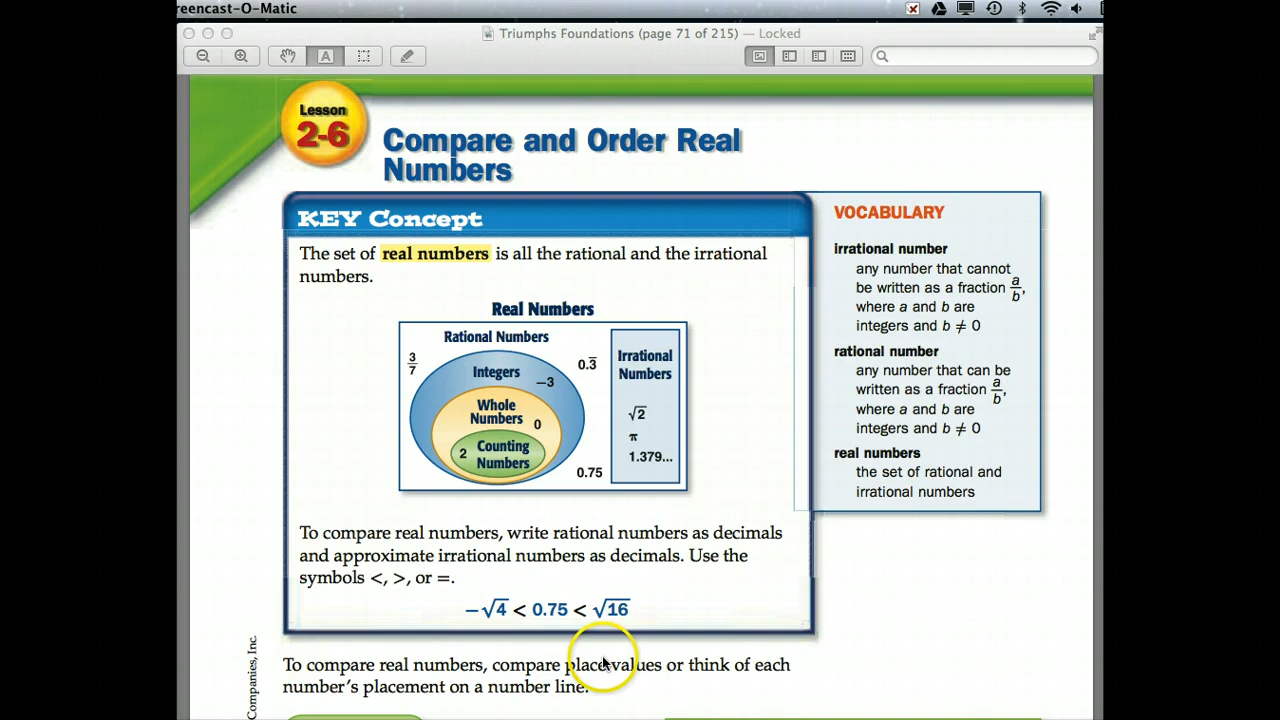 reencast-O-Matic
Triumphs Foundations (page 71 of 215) — Locked
Lesson
2-6
Compare and Order Real
Numbers
KEY Concept
The set of real numbers is all the rational and the irrational
numbers.
Real Numbers
Rational Numbers
3/7
0.3̅
Integers
−3
Whole
Numbers
0
2
Counting
Numbers
0.75
Irrational
Numbers
√2
π
1.379...
To compare real numbers, write rational numbers as decimals
and approximate irrational numbers as decimals. Use the
symbols <, >, or =.
−√4 < 0.75 < √16
VOCABULARY
irrational number
any number that cannot
be written as a fraction a/b,
where a and b are
integers and b ≠ 0
rational number
any number that can be
written as a fraction a/b,
where a and b are
integers and b ≠ 0
real numbers
the set of rational and
irrational numbers
To compare real numbers, compare place values or think of each
number's placement on a number line.
Companies, Inc.